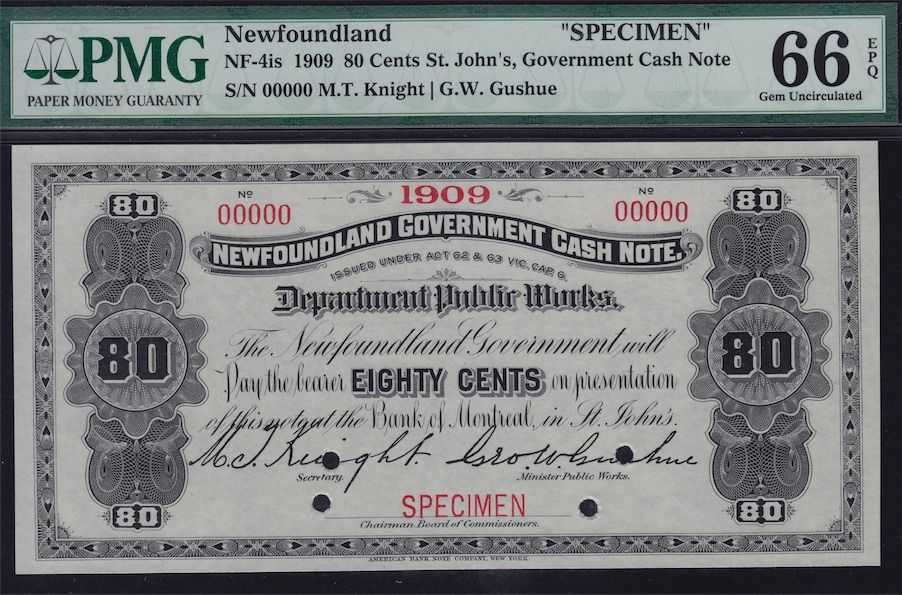 PMG
PAPER MONEY GUARANTY
Newfoundland "SPECIMEN"
NF-4is 1909 80 Cents St. John's, Government Cash Note
S/N 00000 M.T. Knight | G.W. Gushue
66 EPQ
Gem Uncirculated
80 Nº 1909 Nº 80
00000 00000
NEWFOUNDLAND GOVERNMENT CASH NOTE.
ISSUED UNDER ACT 62 & 63 VIC. CAP. 6.
Department Public Works.
80 The Newfoundland Government will 80
Pay the bearer EIGHTY CENTS on presentation
of this note at the Bank of Montreal, in St. John's.
M.T. Knight. Geo. W. Gushue
Secretary. Minister Public Works.
80 SPECIMEN 80
Chairman Board of Commissioners.
AMERICAN BANK NOTE COMPANY, NEW YORK.